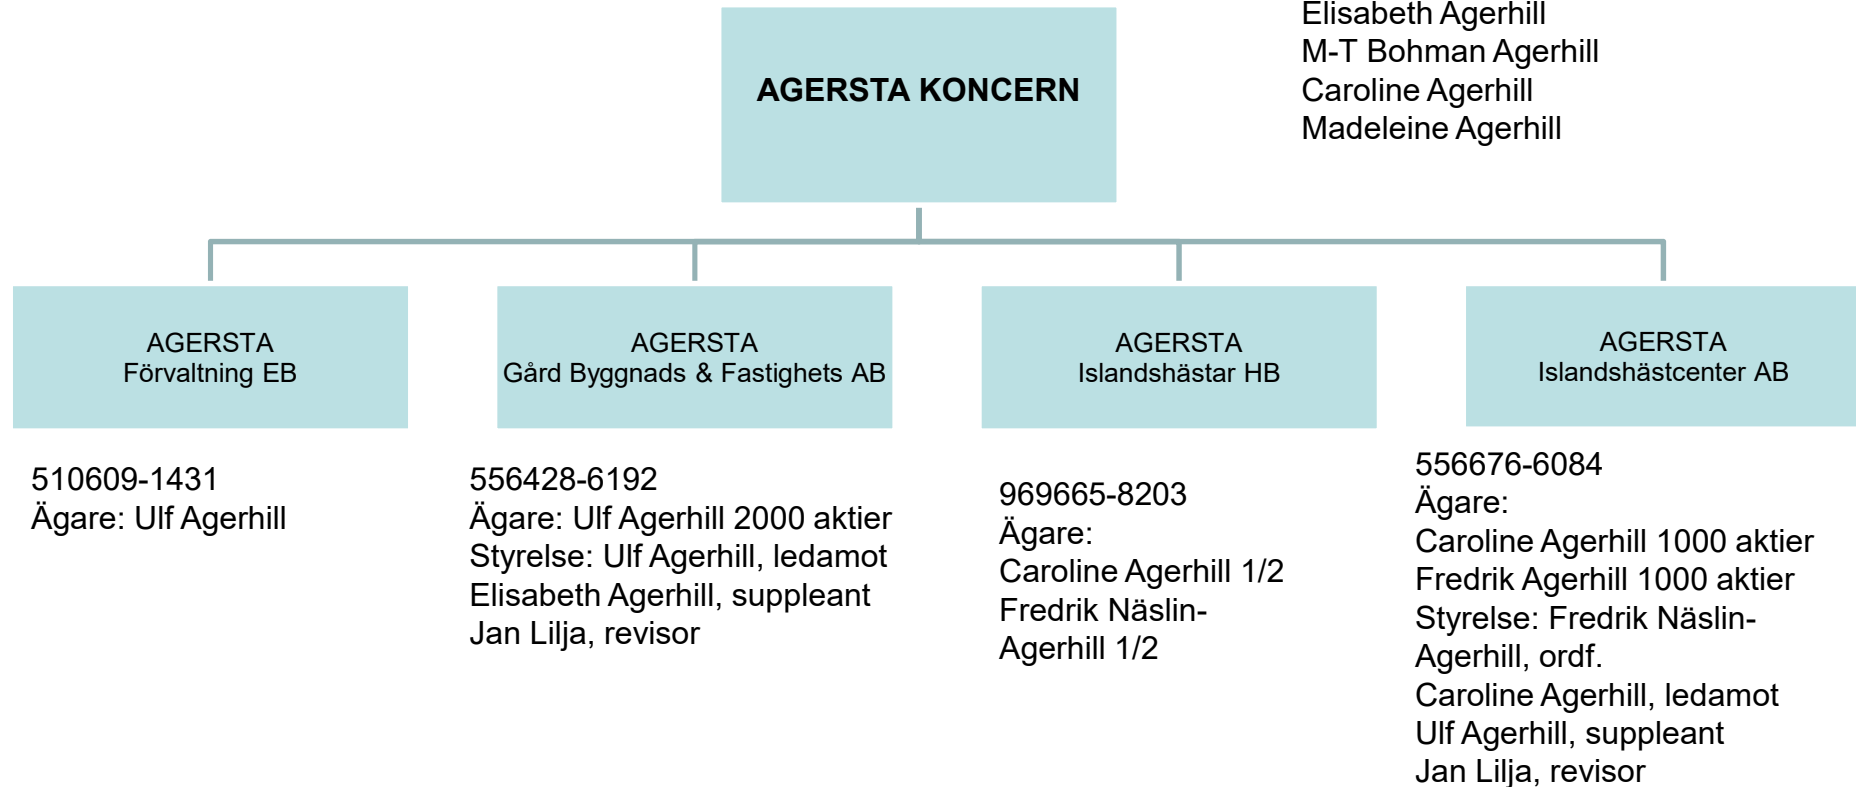 Elisabeth Agerhill
M-T Bohman Agerhill
Caroline Agerhill
Madeleine Agerhill
AGERSTA KONCERN
AGERSTA
Förvaltning EB
AGERSTA
Gård Byggnads & Fastighets AB
AGERSTA
Islandshästar HB
AGERSTA
Islandshästcenter AB
510609-1431
Ägare: Ulf Agerhill
556428-6192
Ägare: Ulf Agerhill 2000 aktier
Styrelse: Ulf Agerhill, ledamot
Elisabeth Agerhill, suppleant
Jan Lilja, revisor
969665-8203
Ägare:
Caroline Agerhill 1/2
Fredrik Näslin-
Agerhill 1/2
556676-6084
Ägare:
Caroline Agerhill 1000 aktier
Fredrik Agerhill 1000 aktier
Styrelse: Fredrik Näslin-
Agerhill, ordf.
Caroline Agerhill, ledamot
Ulf Agerhill, suppleant
Jan Lilja, revisor